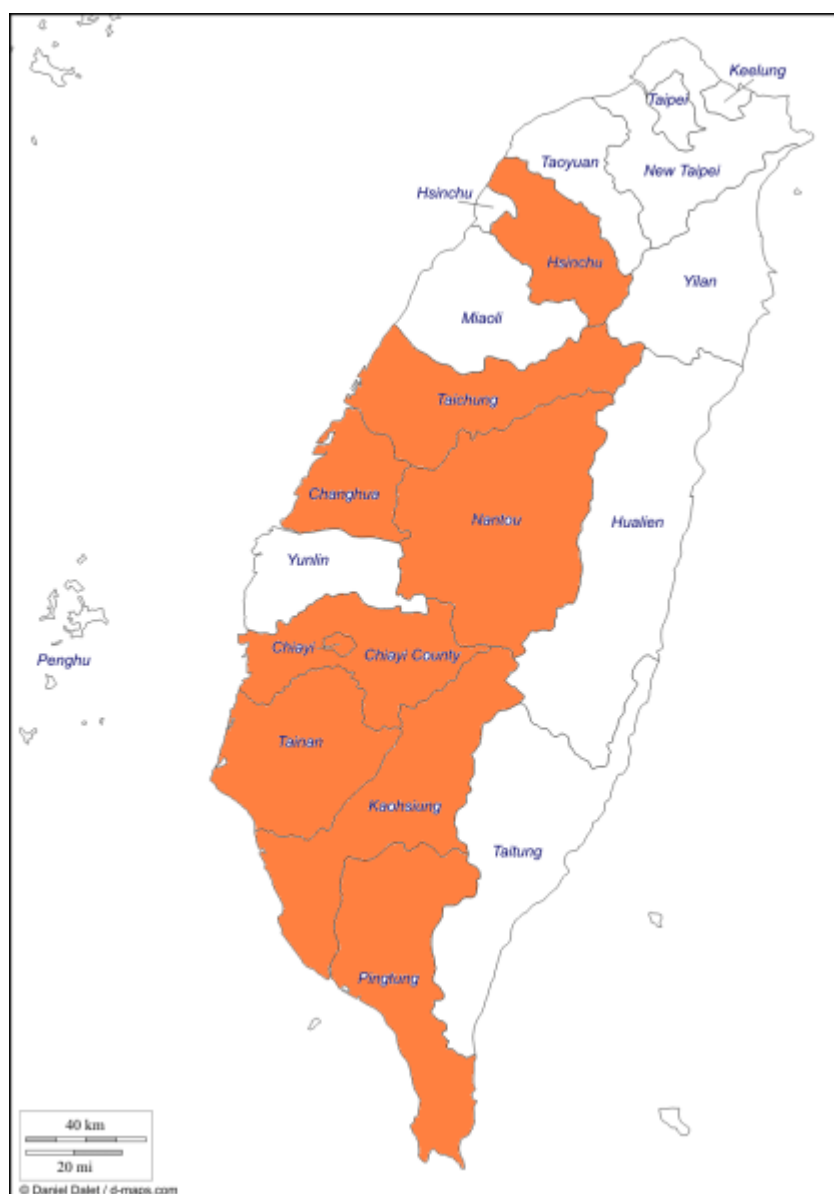 Keelung
Taipei
Taoyuan
New Taipei
Hsinchu
Hsinchu
Yilan
Miaoli
Taichung
Changhua
Nantou
Hualien
Yunlin
Chiayi
Chiayi County
Penghu
Tainan
Kaohsiung
Taitung
Pingtung
40 km
20 mi
© Daniel Dalet / d-maps.com